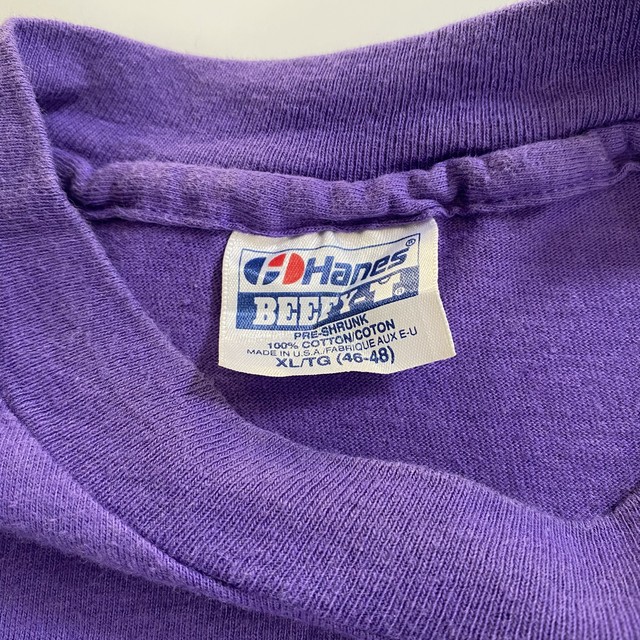 Hanes®
BEEFY-T®
PRE-SHRUNK
100% COTTON/COTON
MADE IN U.S.A./FABRIQUE AUX E-U
XL/TG (46-48)